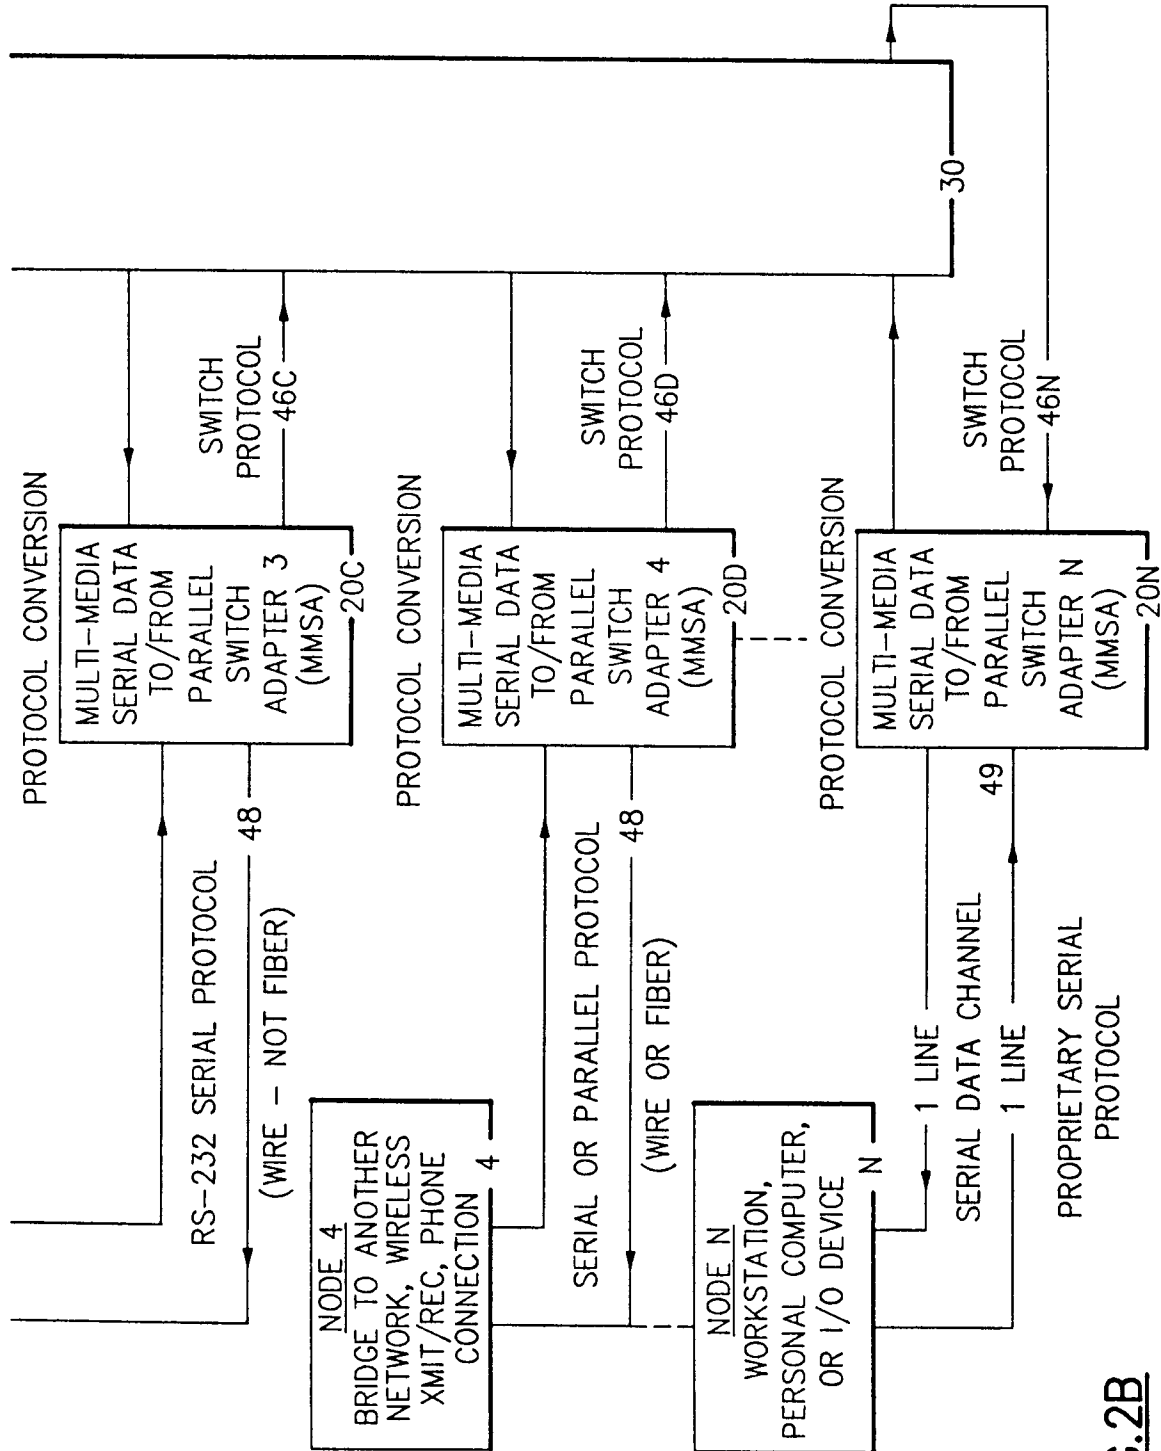 PROTOCOL CONVERSION
MULTI-MEDIA
SERIAL DATA
TO/FROM
PARALLEL
SWITCH
ADAPTER 3
(MMSA)
20C
SWITCH
PROTOCOL
46C
RS-232 SERIAL PROTOCOL
48
(WIRE - NOT FIBER)
NODE 4
BRIDGE TO ANOTHER
NETWORK, WIRELESS
XMIT/REC, PHONE
CONNECTION
4
PROTOCOL CONVERSION
MULTI-MEDIA
SERIAL DATA
TO/FROM
PARALLEL
SWITCH
ADAPTER 4
(MMSA)
20D
SWITCH
PROTOCOL
46D
SERIAL OR PARALLEL PROTOCOL
48
(WIRE OR FIBER)
NODE N
WORKSTATION,
PERSONAL COMPUTER,
OR I/O DEVICE
N
PROTOCOL CONVERSION
MULTI-MEDIA
SERIAL DATA
TO/FROM
PARALLEL
SWITCH
ADAPTER N
(MMSA)
20N
30
SWITCH
PROTOCOL
46N
1 LINE
SERIAL DATA CHANNEL
1 LINE
49
PROPRIETARY SERIAL
PROTOCOL
.2B